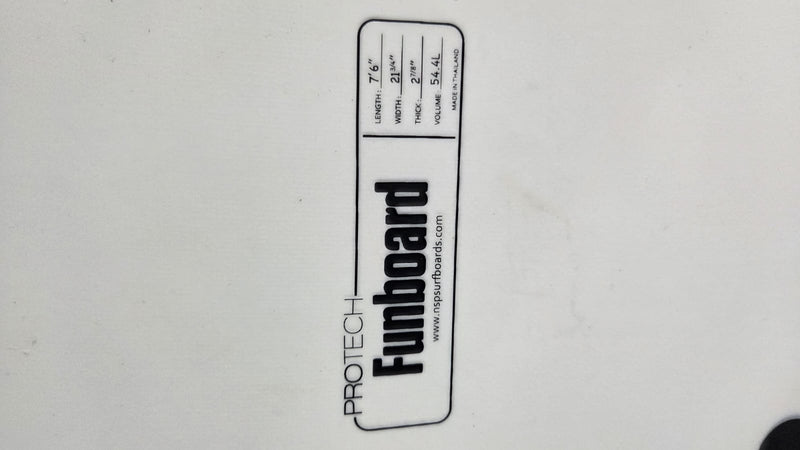 PROTECH
Funboard
www.nspsurfboards.com
LENGTH: 7'6"
WIDTH: 21 3/4"
THICK: 2 7/8"
VOLUME: 54.4L
MADE IN THAILAND